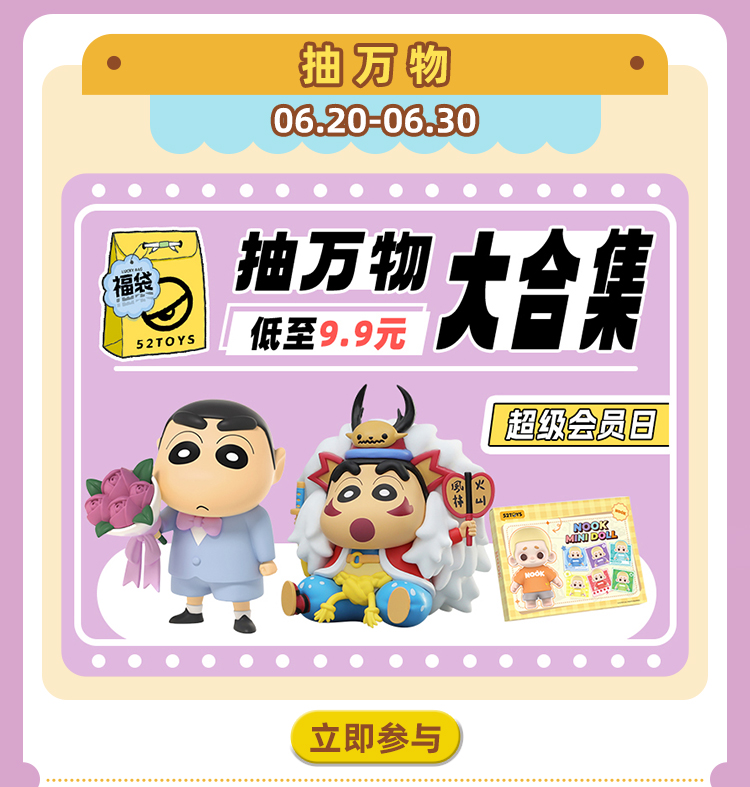 抽万物
06.20-06.30
抽万物
大合集
LUCKY BAG
福袋
52TOYS
低至9.9元
超级会员日
風林
火山
52TOYS
NOOK
MINI DOLL
NOOK
立即参与